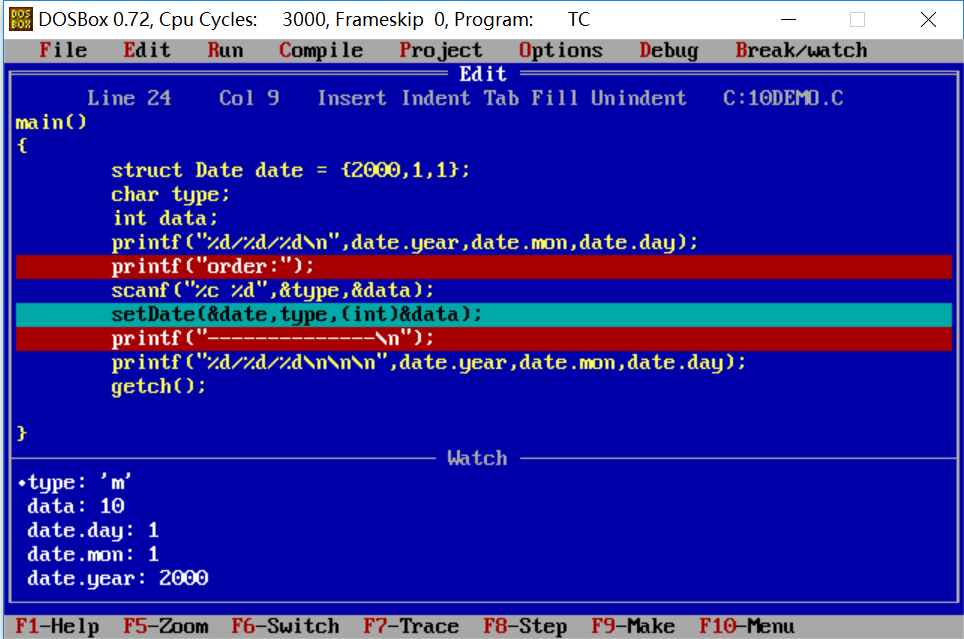 DOS
BOX
DOSBox 0.72, Cpu Cycles: 3000, Frameskip 0, Program: TC
File Edit Run Compile Project Options Debug Break/watch
Edit
Line 24 Col 9 Insert Indent Tab Fill Unindent C:10DEMO.C
main()
{
struct Date date = {2000,1,1};
char type;
int data;
printf("%d/%d/%d\n",date.year,date.mon,date.day);
printf("order:");
scanf("%c %d",&type,&data);
setDate(&date,type,(int)&data);
printf("--------------\n");
printf("%d/%d/%d\n\n\n",date.year,date.mon,date.day);
getch();
}
Watch
•type: 'm'
data: 10
date.day: 1
date.mon: 1
date.year: 2000
F1-Help F5-Zoom F6-Switch F7-Trace F8-Step F9-Make F10-Menu